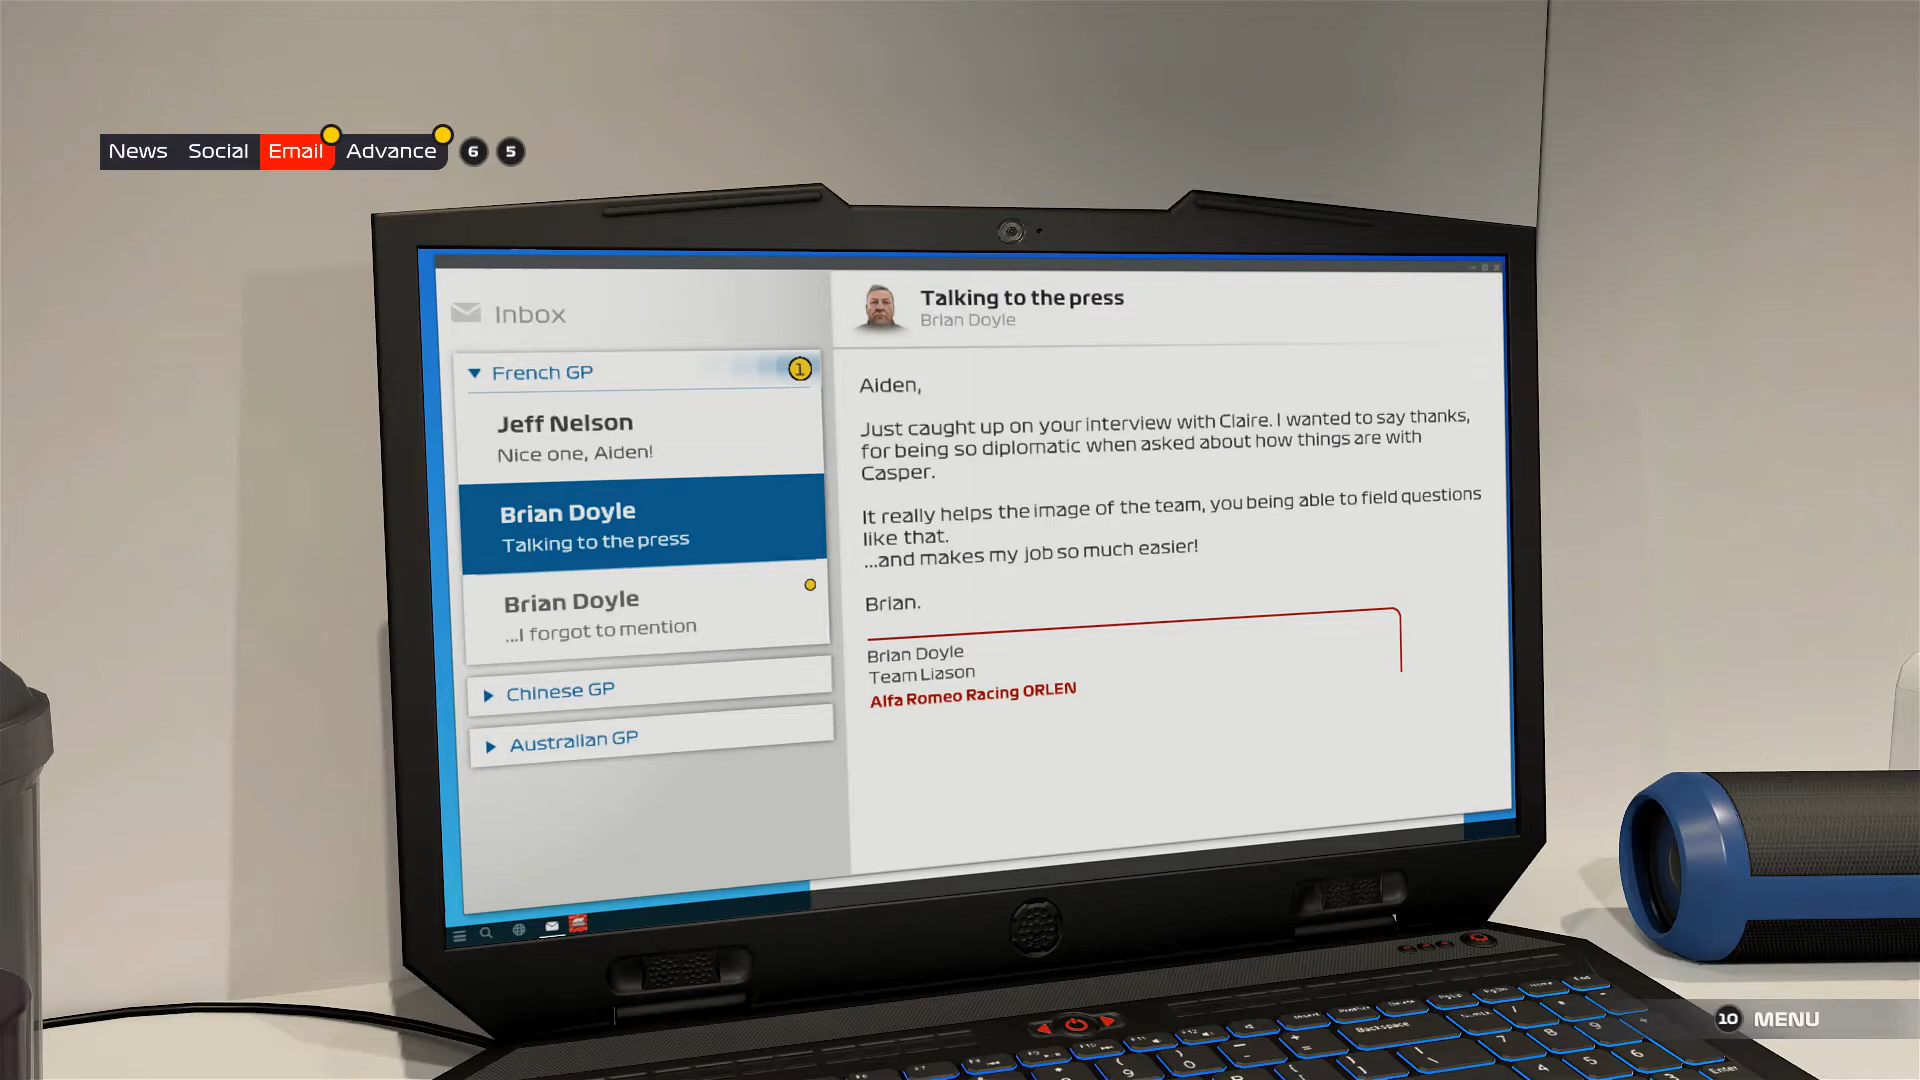 News Social Email Advance 6 5
Inbox
French GP 1
Jeff Nelson
Nice one, Aiden!
Brian Doyle
Talking to the press
Brian Doyle
...I forgot to mention
Chinese GP
Australian GP
Talking to the press
Brian Doyle
Aiden,
Just caught up on your interview with Claire. I wanted to say thanks,
for being so diplomatic when asked about how things are with
Casper.
It really helps the image of the team, you being able to field questions
like that.
...and makes my job so much easier!
Brian.
Brian Doyle
Team Liason
Alfa Romeo Racing ORLEN
10 MENU
Backspace
Enter